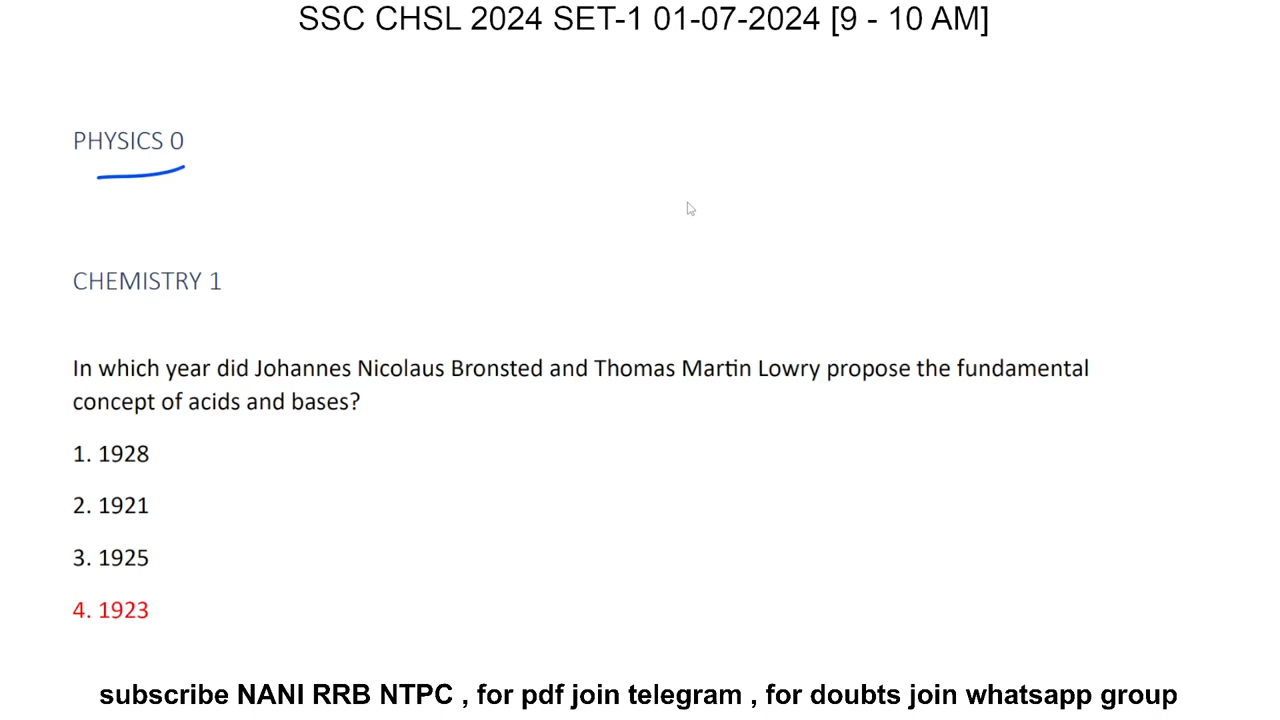 SSC CHSL 2024 SET-1 01-07-2024 [9 - 10 AM]
PHYSICS 0
CHEMISTRY 1
In which year did Johannes Nicolaus Bronsted and Thomas Martin Lowry propose the fundamental
concept of acids and bases?
1. 1928
2. 1921
3. 1925
4. 1923
subscribe NANI RRB NTPC , for pdf join telegram , for doubts join whatsapp group